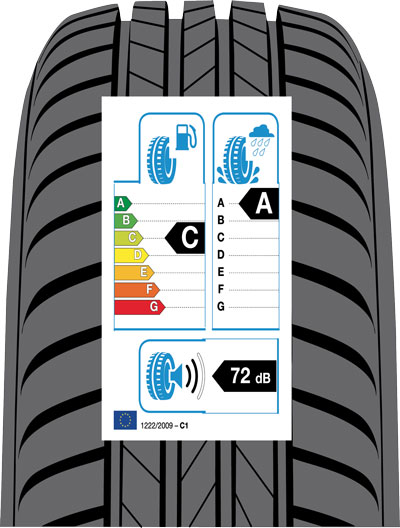 A A
B A
C B
C C
D D
E E
F F
G G
72 dB
1222/2009 – C1